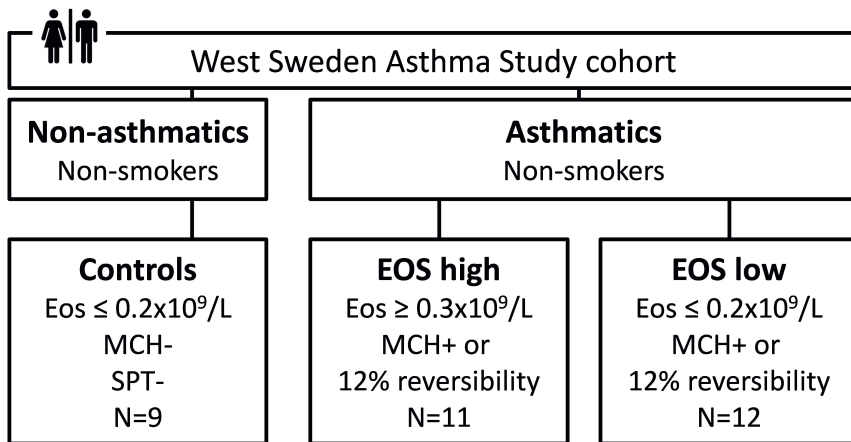 West Sweden Asthma Study cohort
Non-asthmatics
Non-smokers
Asthmatics
Non-smokers
Controls
Eos ≤ 0.2x10⁹/L
MCH-
SPT-
N=9
EOS high
Eos ≥ 0.3x10⁹/L
MCH+ or
12% reversibility
N=11
EOS low
Eos ≤ 0.2x10⁹/L
MCH+ or
12% reversibility
N=12